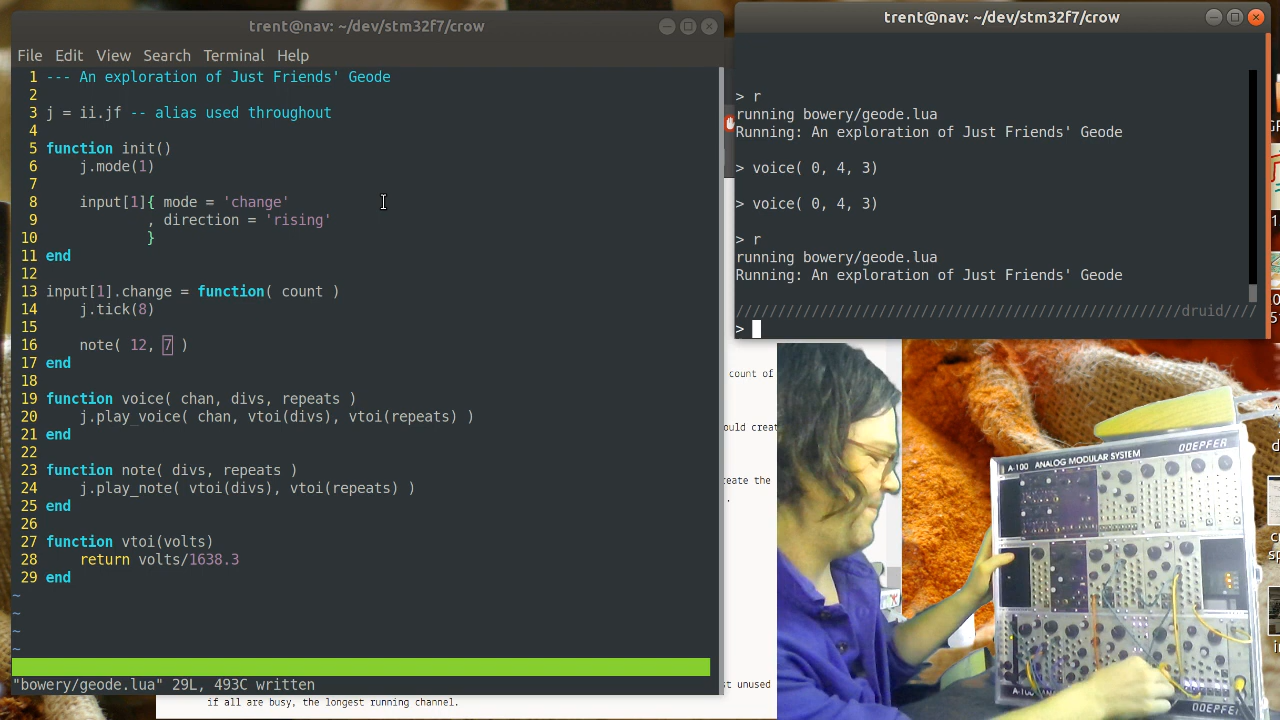 trent@nav: ~/dev/stm32f7/crow
File Edit View Search Terminal Help
1 --- An exploration of Just Friends' Geode
2
3 j = ii.jf -- alias used throughout
4
5 function init()
6 j.mode(1)
7
8 input[1]{ mode = 'change'
9 , direction = 'rising'
10 }
11 end
12
13 input[1].change = function( count )
14 j.tick(8)
15
16 note( 12, 7 )
17 end
18
19 function voice( chan, divs, repeats )
20 j.play_voice( chan, vtoi(divs), vtoi(repeats) )
21 end
22
23 function note( divs, repeats )
24 j.play_note( vtoi(divs), vtoi(repeats) )
25 end
26
27 function vtoi(volts)
28 return volts/1638.3
29 end
~
~
~
~
"bowery/geode.lua" 29L, 493C written
trent@nav: ~/dev/stm32f7/crow
> r
running bowery/geode.lua
Running: An exploration of Just Friends' Geode
> voice( 0, 4, 3)
> voice( 0, 4, 3)
> r
running bowery/geode.lua
Running: An exploration of Just Friends' Geode
/////////////////////////////////////////////////////druid////
>
count of
eate the
st unused
if all are busy, the longest running channel.
A-100 ANALOG MODULAR SYSTEM DOEPFER
A-100
DOEPFER